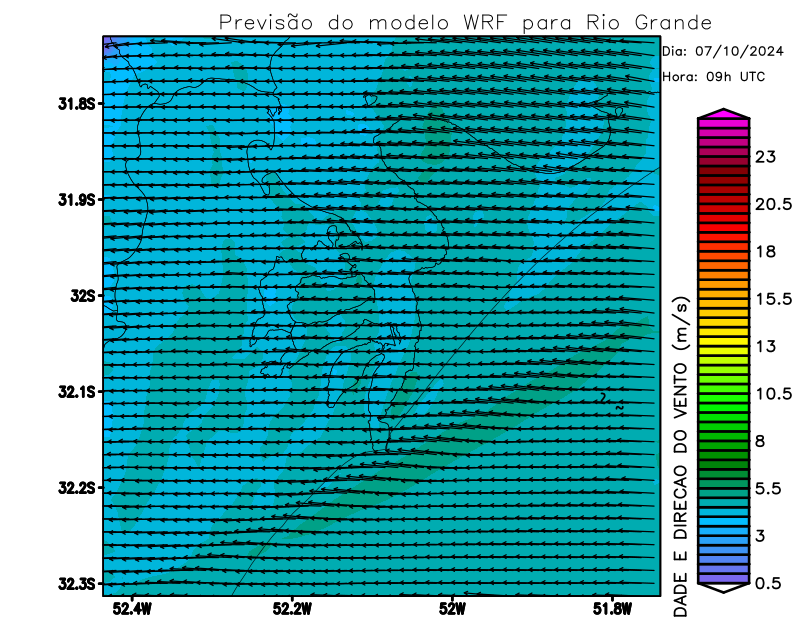 Previsão do modelo WRF para Rio Grande
Dia: 07/10/2024
Hora: 09h UTC
31.8S
31.9S
32S
32.1S
32.2S
32.3S
52.4W
52.2W
52W
51.8W
23
20.5
18
15.5
13
10.5
8
5.5
3
0.5
DADE E DIRECAO DO VENTO (m/s)